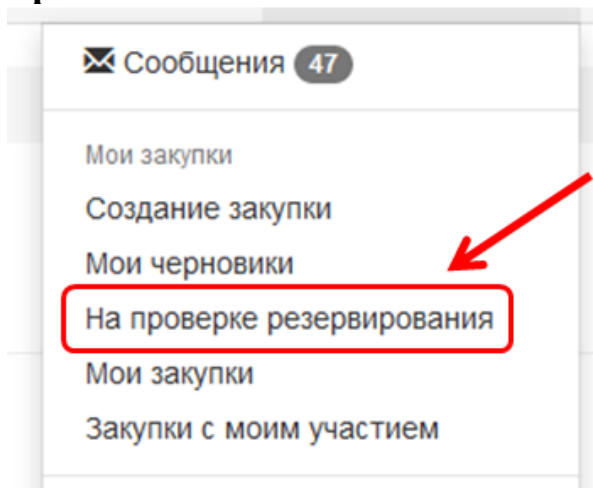 Сообщения 47
Мои закупки
Создание закупки
Мои черновики
На проверке резервирования
Мои закупки
Закупки с моим участием